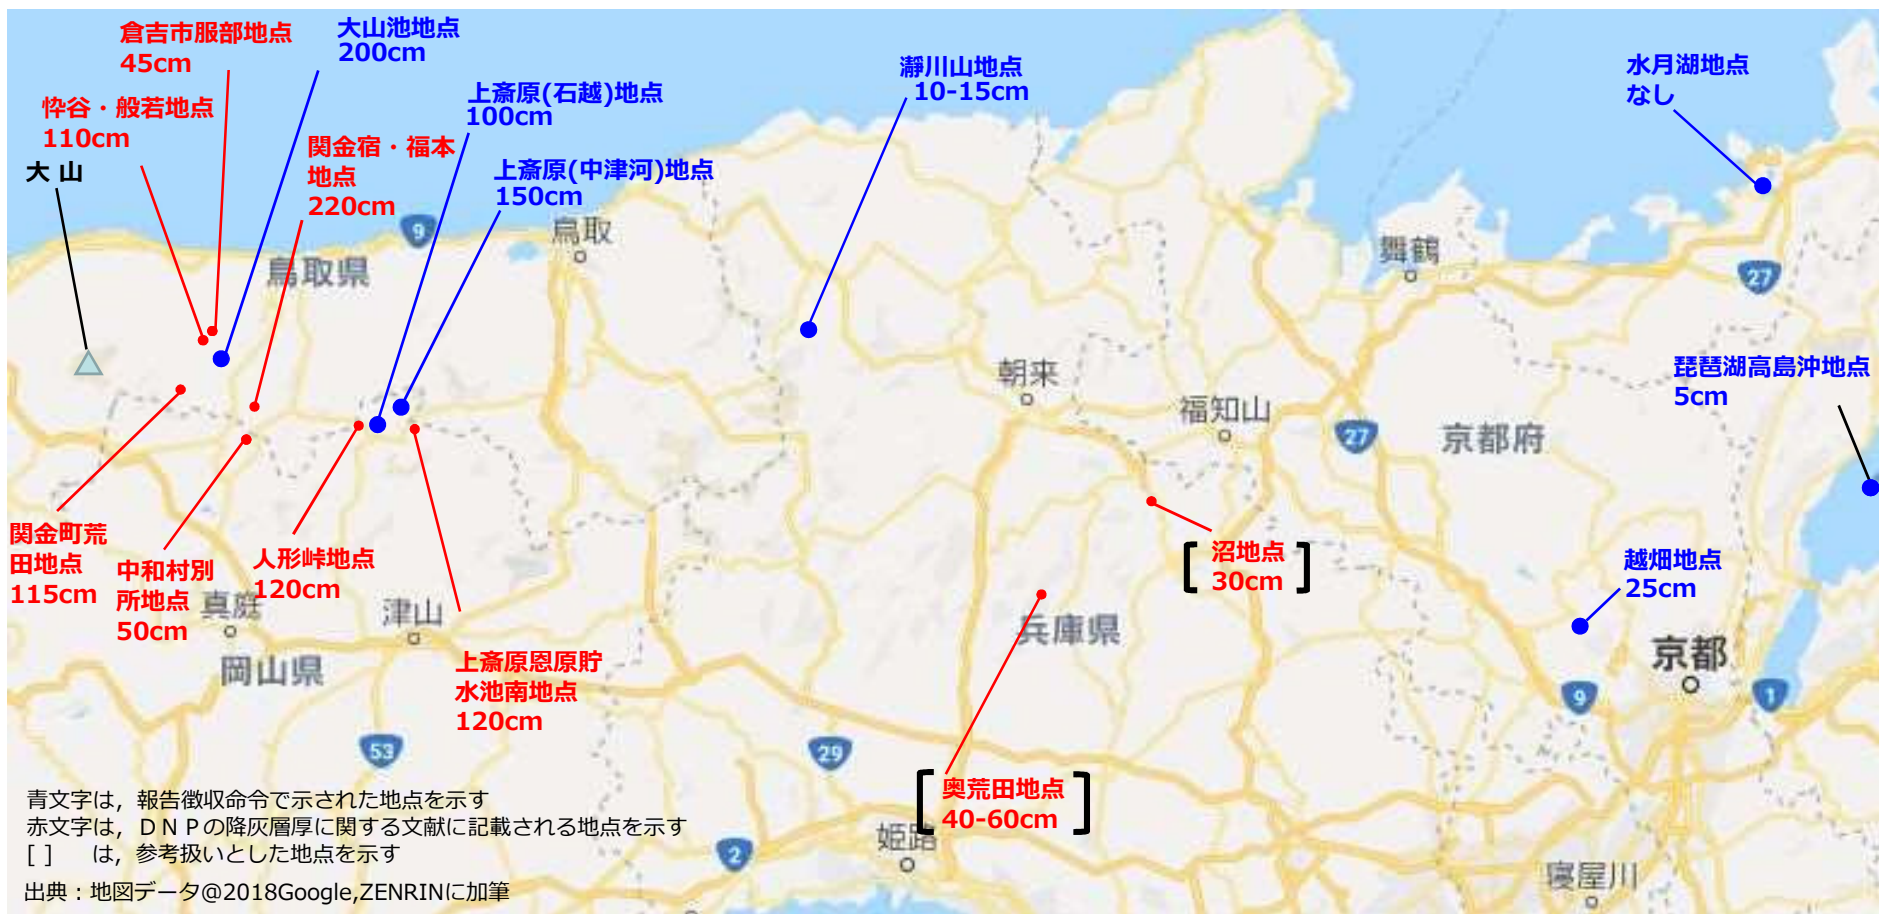 倉吉市服部地点
45cm
大山池地点
200cm
忰谷・般若地点
110cm
大 山
関金宿・福本
地点
220cm
上斎原(石越)地点
100cm
上斎原(中津河)地点
150cm
瀞川山地点
10-15cm
水月湖地点
なし
9
鳥取
鳥取県
舞鶴
27
朝来
福知山
27
京都府
琵琶湖高島沖地点
5cm
関金町荒
田地点
115cm
中和村別
所地点
50cm
人形峠地点
120cm
真庭
津山
岡山県
上斎原恩原貯
水池南地点
120cm
[沼地点
30cm]
兵庫県
越畑地点
25cm
京都
9
1
53
29
[奥荒田地点
40-60cm]
姫路
2
寝屋川
青文字は，報告徴収命令で示された地点を示す
赤文字は，ＤＮＰの降灰層厚に関する文献に記載される地点を示す
[ ] は，参考扱いとした地点を示す
出典：地図データ@2018Google,ZENRINに加筆